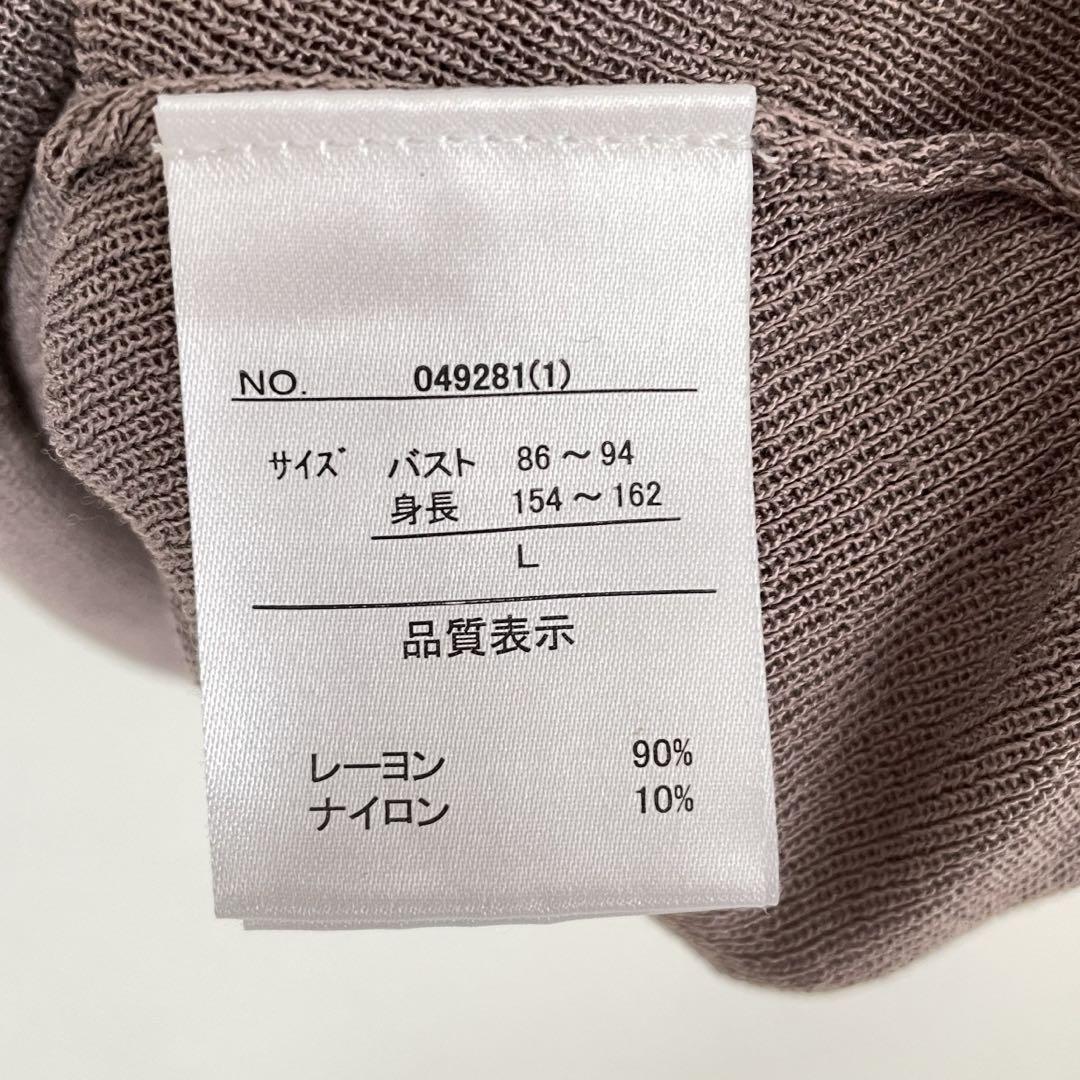 NO. 049281(1)
サイズ バスト 86～94
身長 154～162
L
品質表示
レーヨン 90%
ナイロン 10%